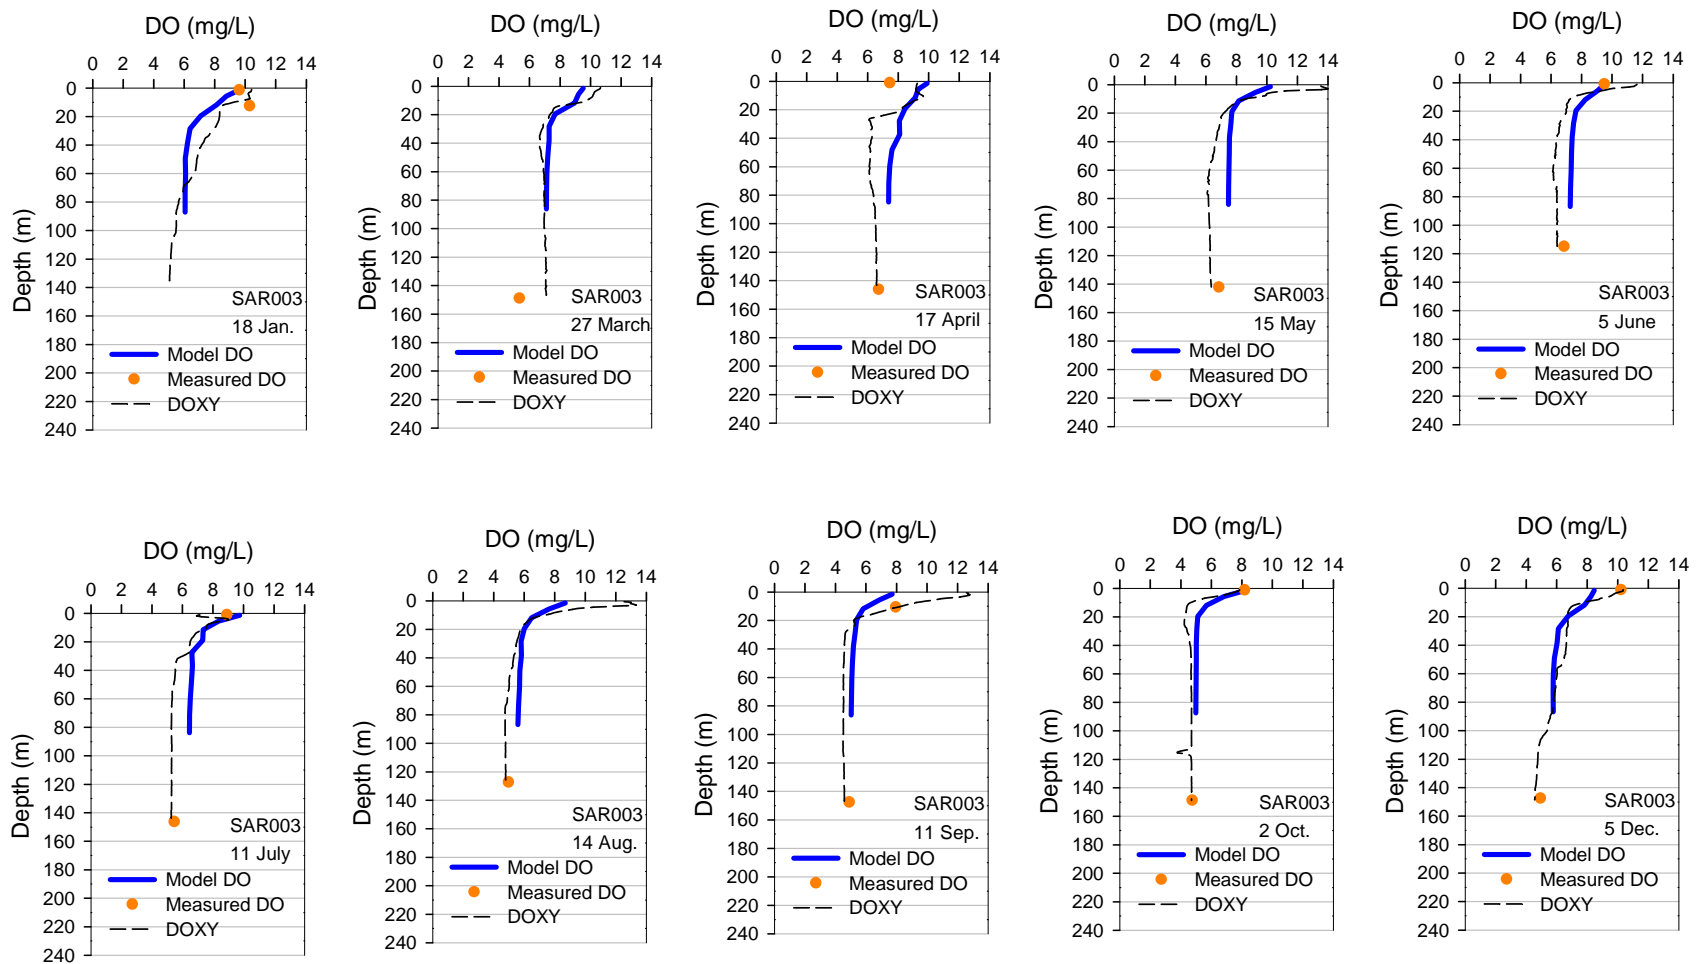 DO (mg/L)
0 2 4 6 8 10 12 14
0
20
40
60
80
100
120
140
160
180
200
220
240
Depth (m)
SAR003
18 Jan.
Model DO
Measured DO
DOXY
DO (mg/L)
0 2 4 6 8 10 12 14
0
20
40
60
80
100
120
140
160
180
200
220
240
Depth (m)
SAR003
27 March
Model DO
Measured DO
DOXY
DO (mg/L)
0 2 4 6 8 10 12 14
0
20
40
60
80
100
120
140
160
180
200
220
240
Depth (m)
SAR003
17 April
Model DO
Measured DO
DOXY
DO (mg/L)
0 2 4 6 8 10 12 14
0
20
40
60
80
100
120
140
160
180
200
220
240
Depth (m)
SAR003
15 May
Model DO
Measured DO
DOXY
DO (mg/L)
0 2 4 6 8 10 12 14
0
20
40
60
80
100
120
140
160
180
200
220
240
Depth (m)
SAR003
5 June
Model DO
Measured DO
DOXY
DO (mg/L)
0 2 4 6 8 10 12 14
0
20
40
60
80
100
120
140
160
180
200
220
240
Depth (m)
SAR003
11 July
Model DO
Measured DO
DOXY
DO (mg/L)
0 2 4 6 8 10 12 14
0
20
40
60
80
100
120
140
160
180
200
220
240
Depth (m)
SAR003
14 Aug.
Model DO
Measured DO
DOXY
DO (mg/L)
0 2 4 6 8 10 12 14
0
20
40
60
80
100
120
140
160
180
200
220
240
Depth (m)
SAR003
11 Sep.
Model DO
Measured DO
DOXY
DO (mg/L)
0 2 4 6 8 10 12 14
0
20
40
60
80
100
120
140
160
180
200
220
240
Depth (m)
SAR003
2 Oct.
Model DO
Measured DO
DOXY
DO (mg/L)
0 2 4 6 8 10 12 14
0
20
40
60
80
100
120
140
160
180
200
220
240
Depth (m)
SAR003
5 Dec.
Model DO
Measured DO
DOXY